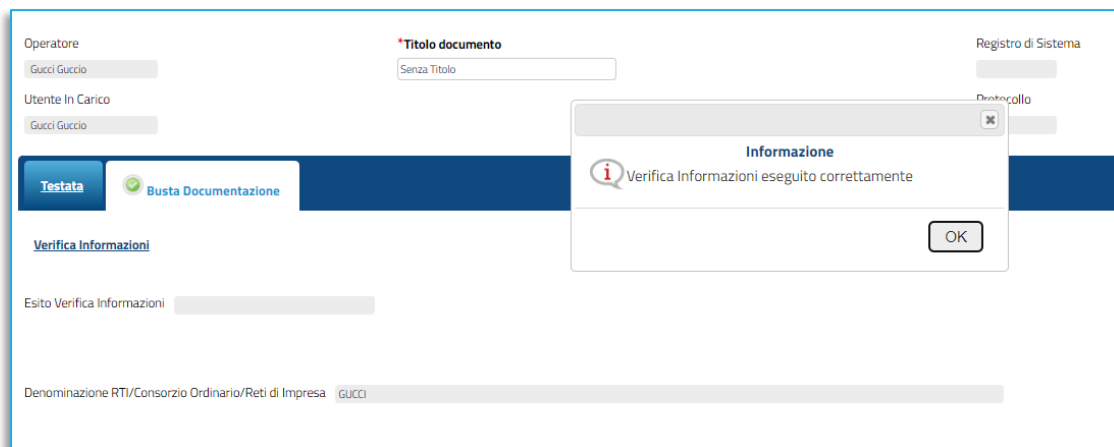 Operatore
*Titolo documento
Registro di Sistema
Gucci Guccio
Senza Titolo
Utente In Carico
Protocollo
Gucci Guccio
Informazione
Verifica Informazioni eseguito correttamente
OK
Testata
Busta Documentazione
Verifica Informazioni
Esito Verifica Informazioni
Denominazione RTI/Consorzio Ordinario/Reti di Impresa GUCCI